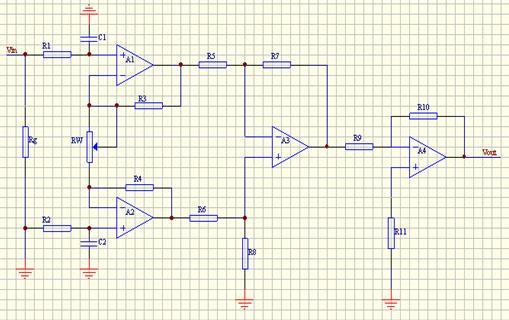 C1
Vin
R1
+
A1
−
R5
R7
R3
R10
Rg
RW
−
A3
+
R9
−
A4
+
Vout
R4
−
A2
+
R6
R2
C2
R8
R11